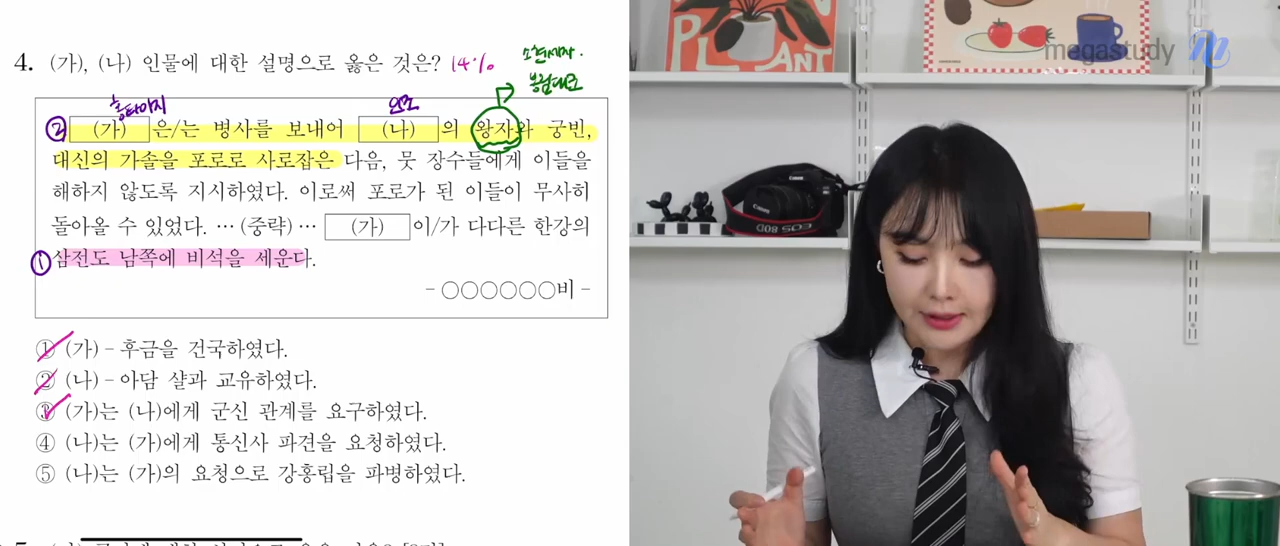 4. (가), (나) 인물에 대한 설명으로 옳은 것은? 14%
소현세자.
봉림대군
홍타이지
인조
② (가) 은/는 병사를 보내어 (나) 의 왕자와 궁빈,
대신의 가솔을 포로로 사로잡은 다음, 뭇 장수들에게 이들을
해하지 않도록 지시하였다. 이로써 포로가 된 이들이 무사히
돌아올 수 있었다. … (중략) … (가) 이/가 다다른 한강의
① 삼전도 남쪽에 비석을 세운다.
- ○○○○○○비 -
① (가) - 후금을 건국하였다.
② (나) - 아담 샬과 교유하였다.
③ (가)는 (나)에게 군신 관계를 요구하였다.
④ (나)는 (가)에게 통신사 파견을 요청하였다.
⑤ (나)는 (가)의 요청으로 강홍립을 파병하였다.
PLANT
megastudy
Canon
EOS 80D